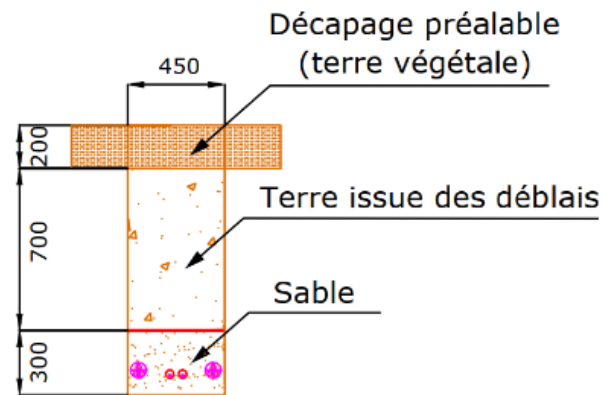 Décapage préalable
(terre végétale)
450
200
Terre issue des déblais
700
Sable
300